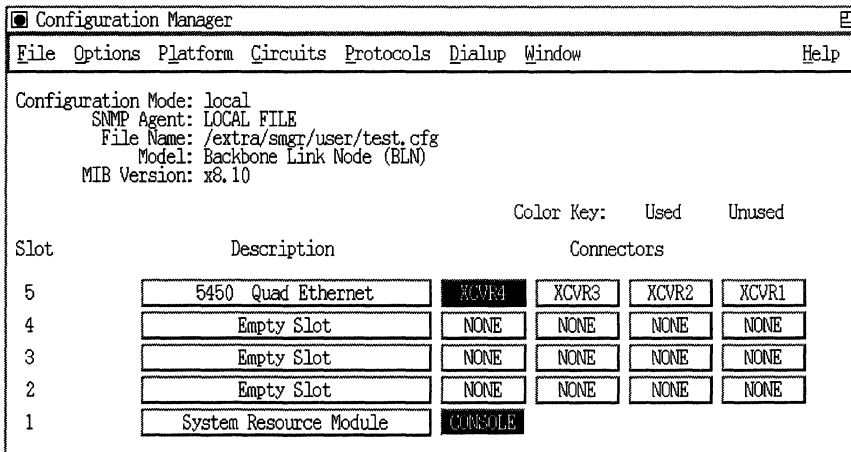 Configuration Manager
File Options Platform Circuits Protocols Dialup Window Help
Configuration Mode: local
SNMP Agent: LOCAL FILE
File Name: /extra/smgr/user/test.cfg
Model: Backbone Link Node (BLN)
MIB Version: x8.10
Color Key: Used Unused
Slot Description Connectors
5 5450 Quad Ethernet XCVR4 XCVR3 XCVR2 XCVR1
4 Empty Slot NONE NONE NONE NONE
3 Empty Slot NONE NONE NONE NONE
2 Empty Slot NONE NONE NONE NONE
1 System Resource Module CONSOLE